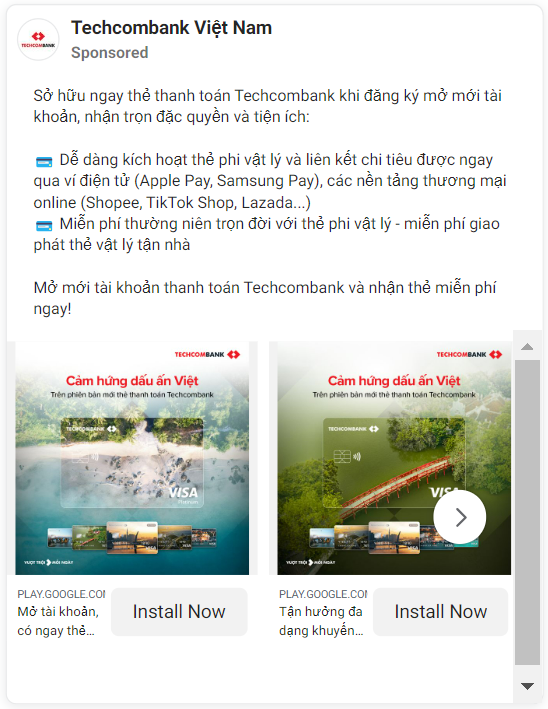 Techcombank Việt Nam
Sponsored
TECHCOMBANK
Sở hữu ngay thẻ thanh toán Techcombank khi đăng ký mở mới tài
khoản, nhận trọn đặc quyền và tiện ích:
Dễ dàng kích hoạt thẻ phi vật lý và liên kết chi tiêu được ngay
qua ví điện tử (Apple Pay, Samsung Pay), các nền tảng thương mại
online (Shopee, TikTok Shop, Lazada...)
Miễn phí thường niên trọn đời với thẻ phi vật lý - miễn phí giao
phát thẻ vật lý tận nhà
Mở mới tài khoản thanh toán Techcombank và nhận thẻ miễn phí
ngay!
TECHCOMBANK
Cảm hứng dấu ấn Việt
Trên phiên bản mới thẻ thanh toán Techcombank
TECHCOMBANK
VISA
Platinum
VƯỢT TRỘI MỖI NGÀY
PLAY.GOOGLE.COM
Mở tài khoản,
có ngay thẻ...
Install Now
TECHCOMBANK
Cảm hứng dấu ấn Việt
Trên phiên bản mới thẻ thanh toán Techcombank
TECHCOMBANK
VISA
VƯỢT TRỘI MỖI NGÀY
PLAY.GOOGLE.COM
Tận hưởng đa
dạng khuyến...
Install Now